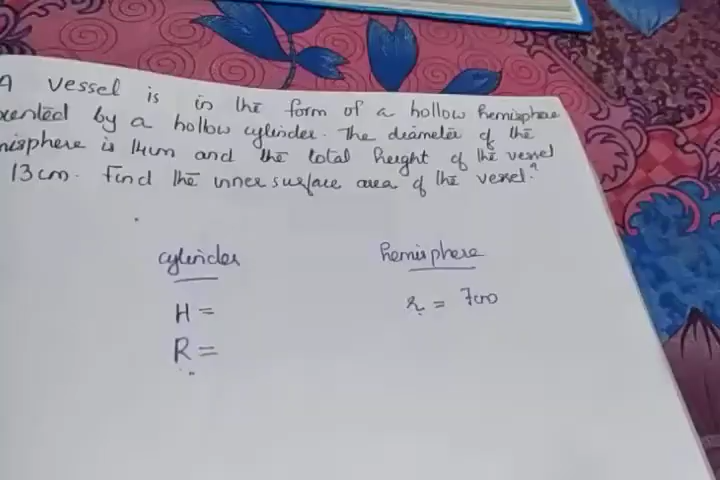 A vessel is in the form of a hollow hemisphere
mounted by a hollow cylinder. The diameter of the
misphere is 14cm and the total height of the vessel
13cm. Find the inner surface area of the vessel?
cylinder
hemisphere
H =
r = 7cm
R =